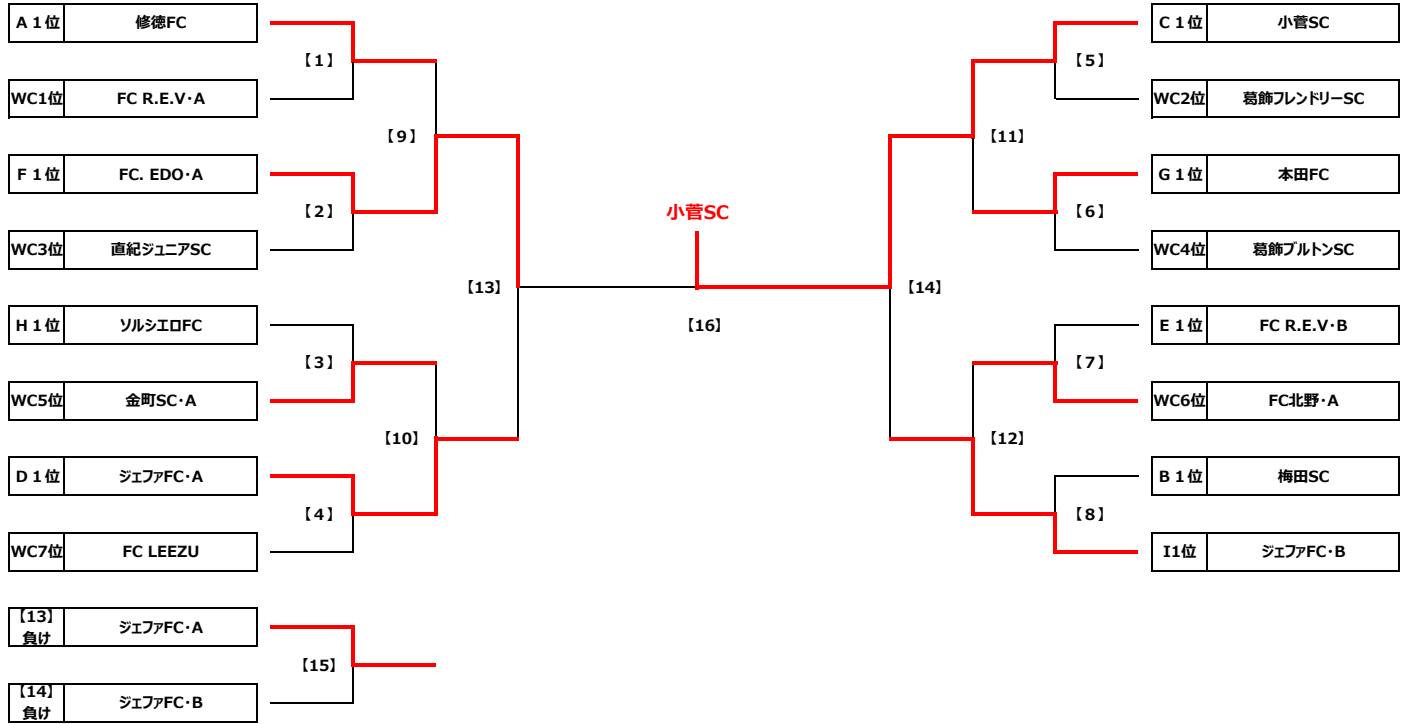 A 1位 修徳FC
【1】
WC1位 FC R.E.V・A
【9】
F 1位 FC. EDO・A
【2】
WC3位 直紀ジュニアSC
【13】
H 1位 ソルシエロFC
【3】
WC5位 金町SC・A
【10】
D 1位 ジェファFC・A
【4】
WC7位 FC LEEZU
【13】
負け
ジェファFC・A
【15】
【14】
負け
ジェファFC・B
小菅SC
【16】
C 1位 小菅SC
【5】
WC2位 葛飾フレンドリーSC
【11】
G 1位 本田FC
【6】
WC4位 葛飾ブルトンSC
【14】
E 1位 FC R.E.V・B
【7】
WC6位 FC北野・A
【12】
B 1位 梅田SC
【8】
I1位 ジェファFC・B